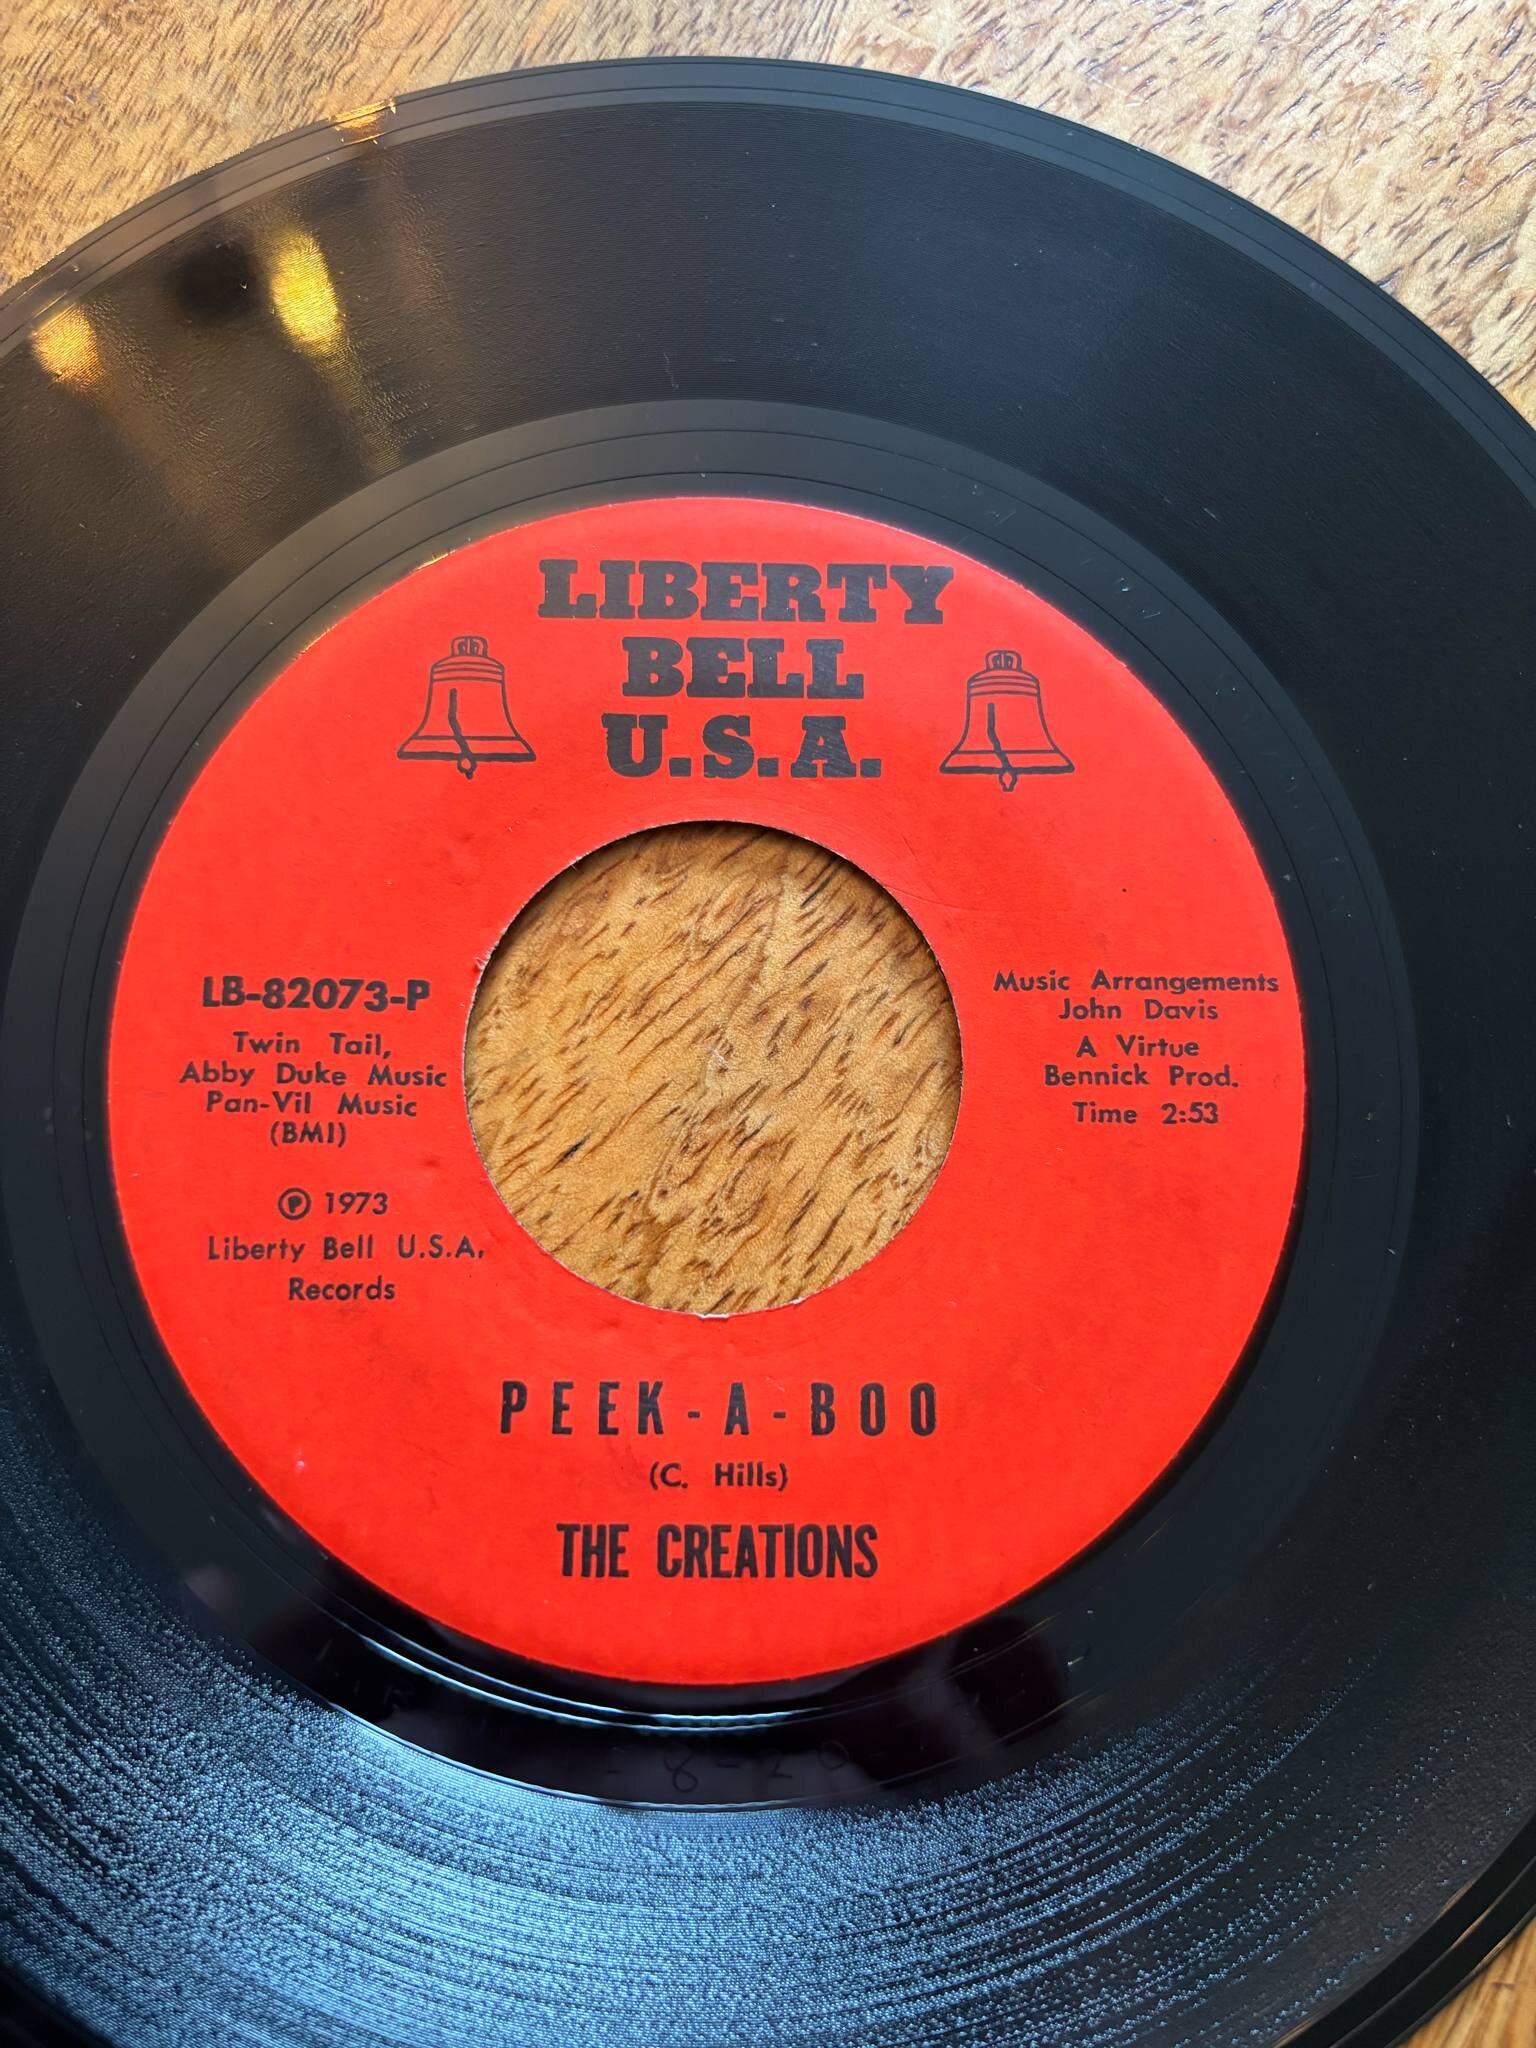 LIBERTY
BELL
U.S.A.
LB-82073-P
Twin Tail,
Abby Duke Music
Pan-Vil Music
(BMI)
℗ 1973
Liberty Bell U.S.A.
Records
Music Arrangements
John Davis
A Virtue
Bennick Prod.
Time 2:53
PEEK-A-BOO
(C. Hills)
THE CREATIONS